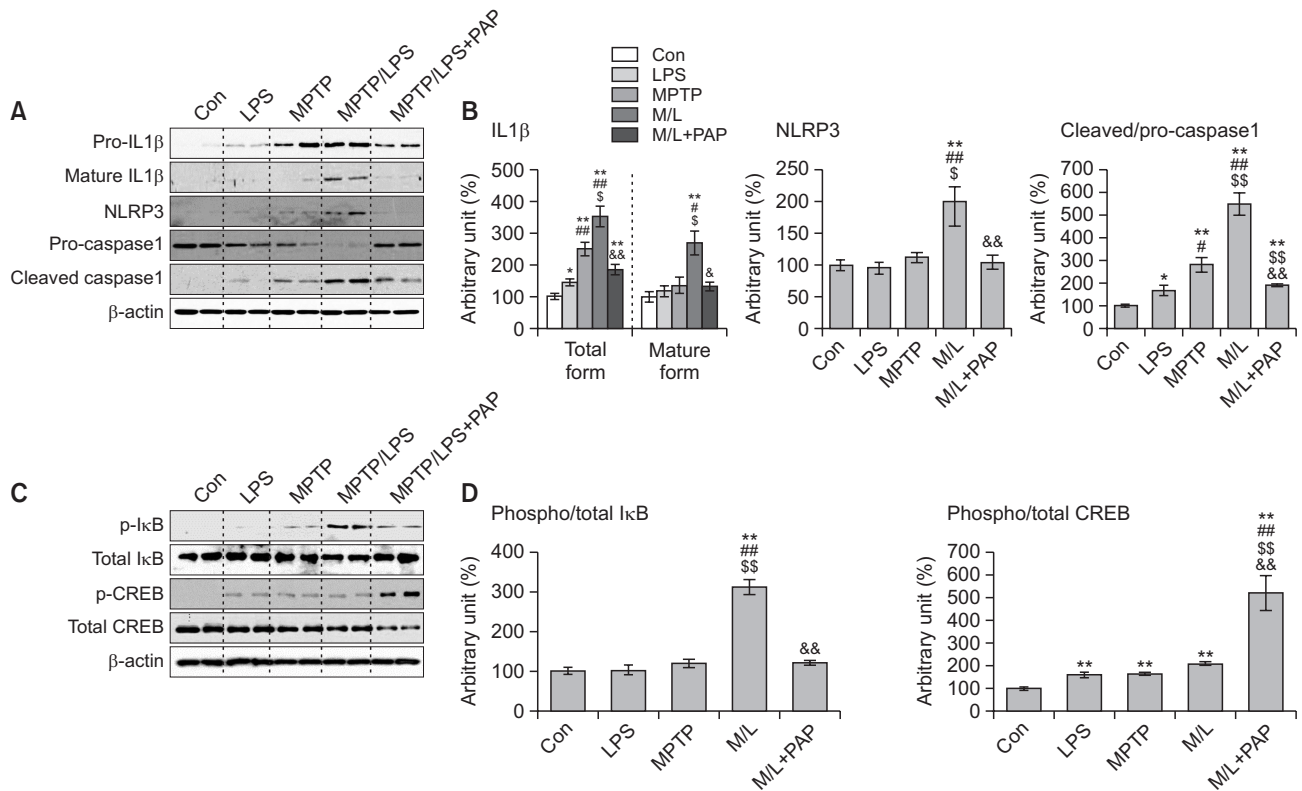 A
Con
LPS
MPTP
MPTP/LPS
MPTP/LPS+PAP
Pro-IL1β
Mature IL1β
NLRP3
Pro-caspase1
Cleaved caspase1
β-actin
B
Con
LPS
MPTP
M/L
M/L+PAP
IL1β
Arbitrary unit (%)
500
400
300
200
100
0
*
**
##
**
##
$
**
&&
**
#
$
&
Total
form
Mature
form
NLRP3
Arbitrary unit (%)
250
200
150
100
50
0
**
##
$
&&
Con
LPS
MPTP
M/L
M/L+PAP
Cleaved/pro-caspase1
Arbitrary unit (%)
700
600
500
400
300
200
100
0
*
**
#
**
##
$$
**
$$
&&
Con
LPS
MPTP
M/L
M/L+PAP
C
Con
LPS
MPTP
MPTP/LPS
MPTP/LPS+PAP
p-IκB
Total IκB
p-CREB
Total CREB
β-actin
D
Phospho/total IκB
Arbitrary unit (%)
400
300
200
100
0
**
##
$$
&&
Con
LPS
MPTP
M/L
M/L+PAP
Phospho/total CREB
Arbitrary unit (%)
700
600
500
400
300
200
100
0
**
**
**
**
##
$$
&&
Con
LPS
MPTP
M/L
M/L+PAP